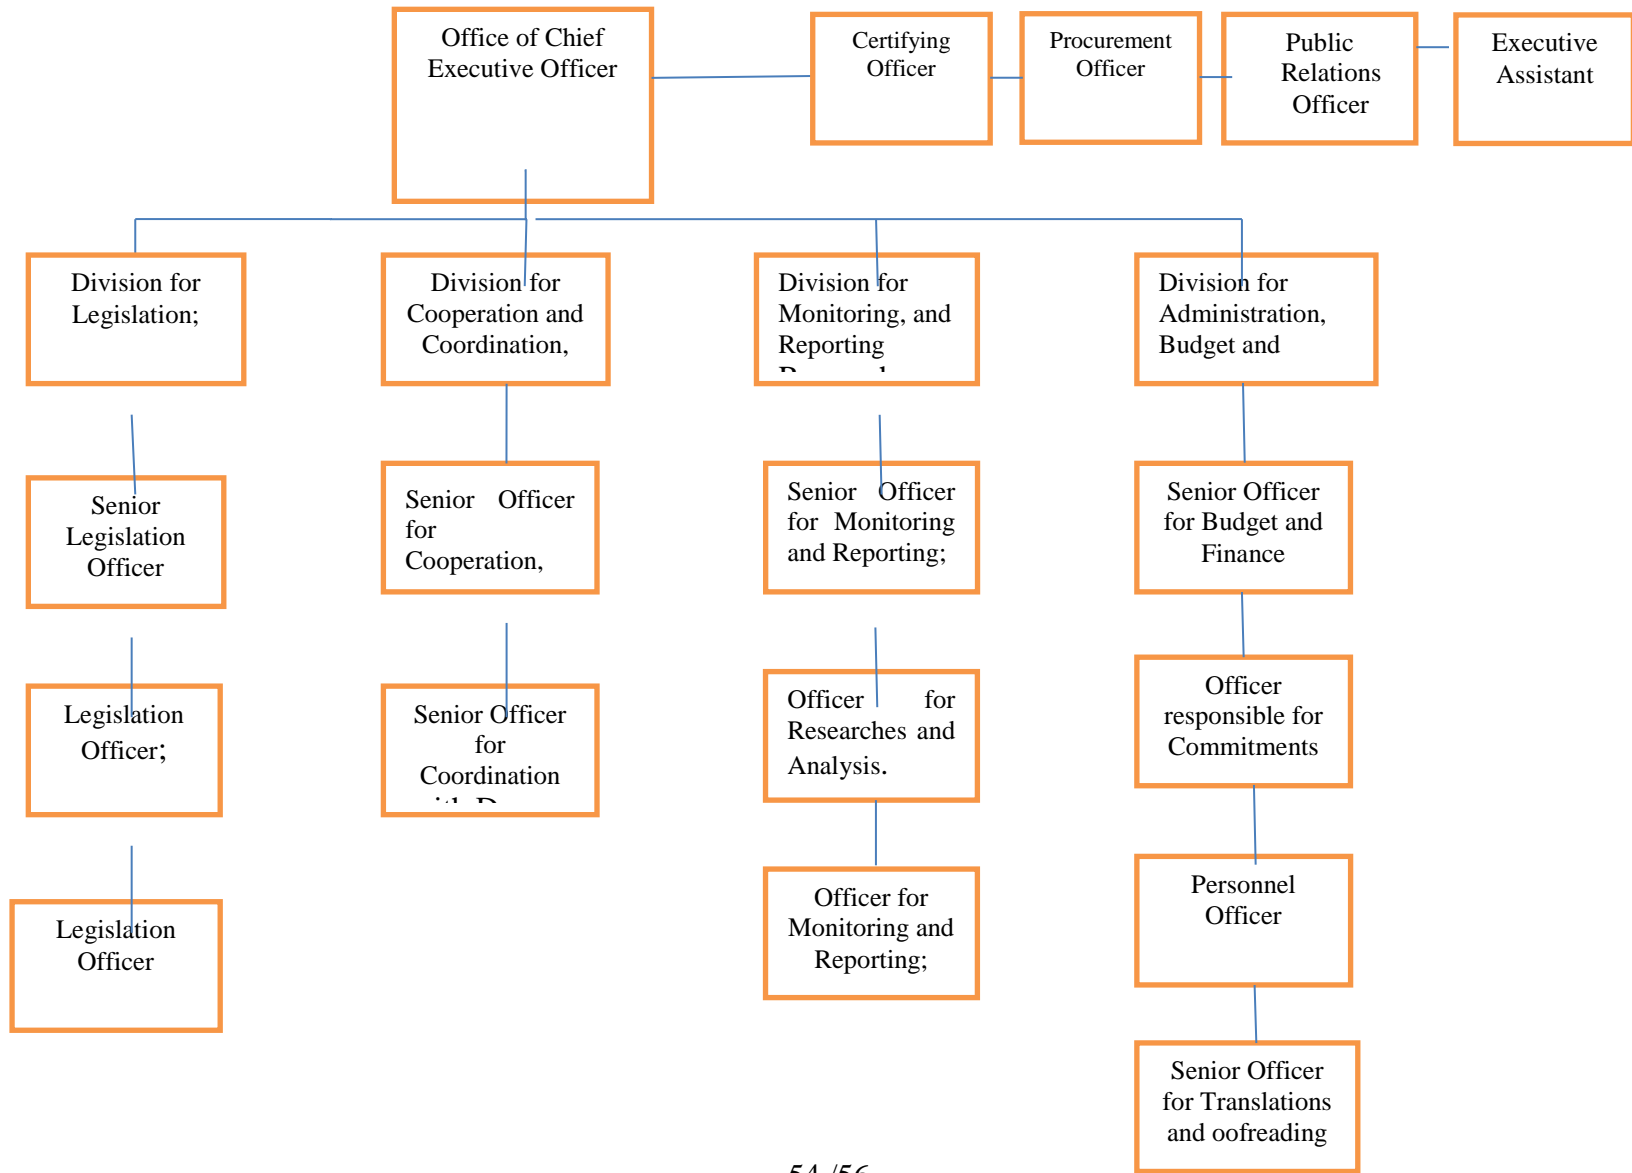 Office of Chief
Executive Officer
Certifying
Officer
Procurement
Officer
Public
Relations
Officer
Executive
Assistant
Division for
Legislation;
Division for
Cooperation and
Coordination,
Division for
Monitoring, and
Reporting
Division for
Administration,
Budget and
Senior
Legislation
Officer
Senior Officer
for
Cooperation,
Senior Officer
for Monitoring
and Reporting;
Senior Officer
for Budget and
Finance
Legislation
Officer;
Senior Officer
for
Coordination
Officer for
Researches and
Analysis.
Officer
responsible for
Commitments
Legislation
Officer
Officer for
Monitoring and
Reporting;
Personnel
Officer
Senior Officer
for Translations
and oofreading
54 /56